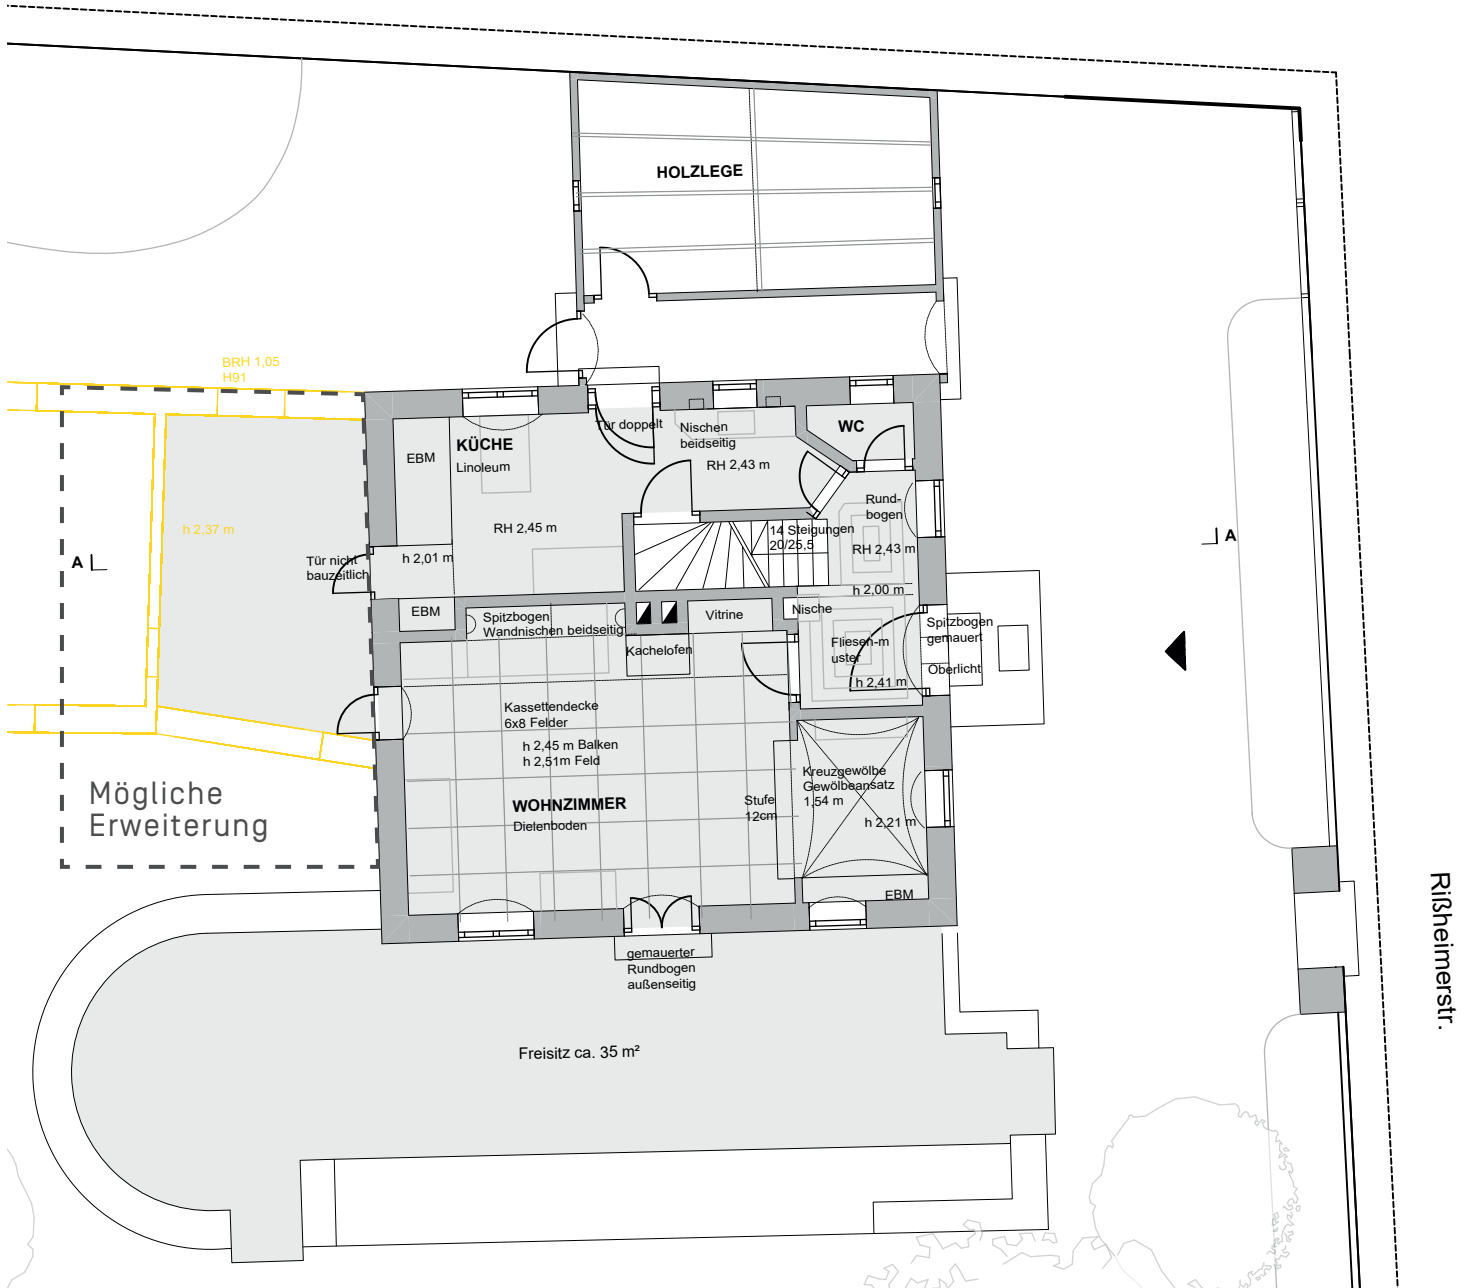 HOLZLEGE
BRH 1,05
H91
Tür doppelt
Nischen
beidseitig
WC
KÜCHE
Linoleum
EBM
RH 2,43 m
Rund-
bogen
h 2,37 m
RH 2,45 m
14 Steigungen
20/25,5
RH 2,43 m
A
A
Tür nicht
bauzeitlich
h 2,01 m
h 2,00 m
EBM
Spitzbogen
Wandnischen beidseitig
Vitrine
Nische
Spitzbogen
gemauert
Fliesen-m
uster
Kachelofen
Oberlicht
h 2,41 m
Kassettendecke
6x8 Felder
h 2,45 m Balken
h 2,51m Feld
Kreuzgewölbe
Gewölbeansatz
1,54 m
Mögliche
Erweiterung
WOHNZIMMER
Dielenboden
Stufe
12cm
h 2,21 m
EBM
Rißheimerstr.
gemauerter
Rundbogen
außenseitig
Freisitz ca. 35 m²